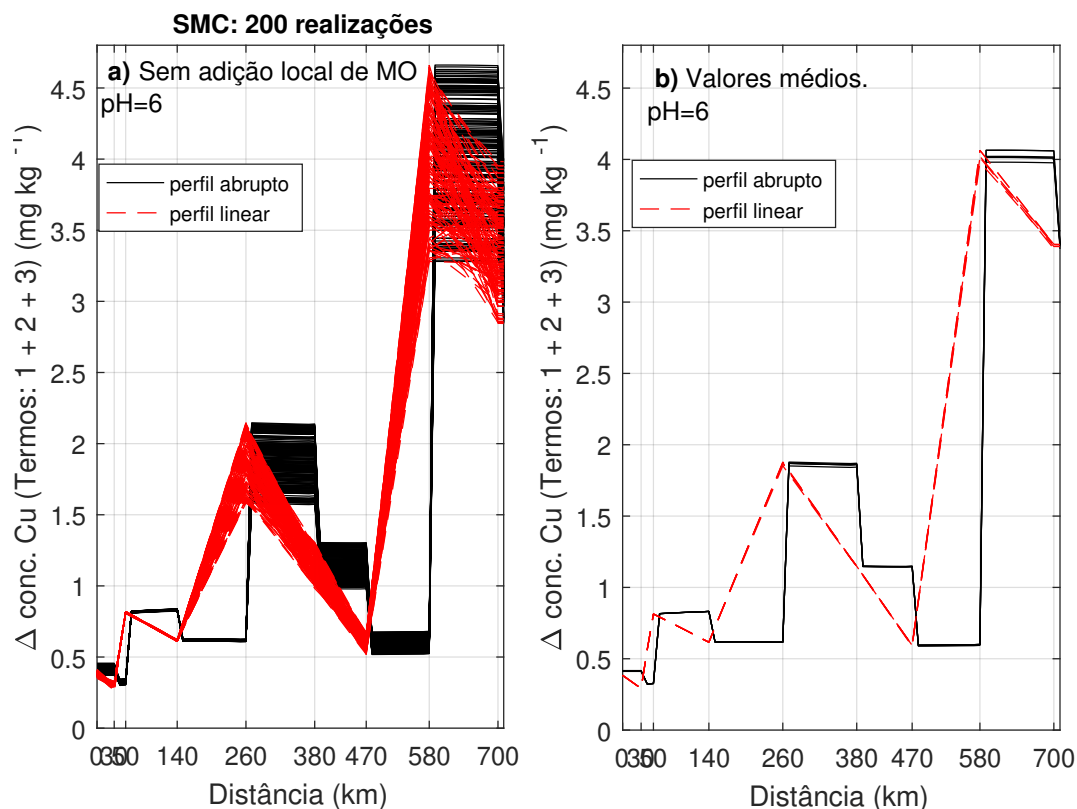 SMC: 200 realizações
a) Sem adição local de MO
pH=6
perfil abrupto
perfil linear
Δ conc. Cu (Termos: 1 + 2 + 3) (mg kg ⁻¹)
4.5
4
3.5
3
2.5
2
1.5
1
0.5
0
0 30 50 140 260 380 470 580 700
Distância (km)
b) Valores médios.
pH=6
perfil abrupto
perfil linear
Δ conc. Cu (Termos: 1 + 2 + 3) (mg kg ⁻¹)
4.5
4
3.5
3
2.5
2
1.5
1
0.5
0
0 30 50 140 260 380 470 580 700
Distância (km)